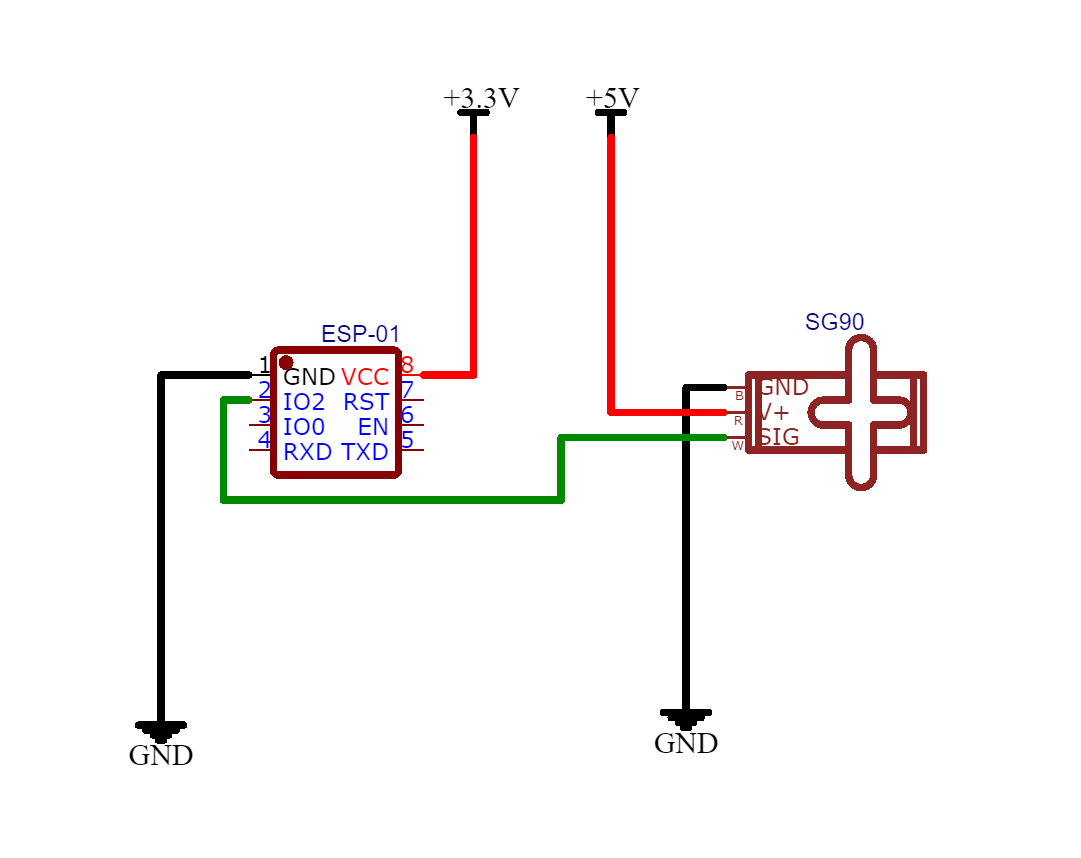 +3.3V
+5V
SG90
ESP-01
1
GND
VCC
8
2
IO2
RST
7
3
IO0
EN
6
4
RXD
TXD
5
GND
B
V+
R
SIG
W
GND
GND